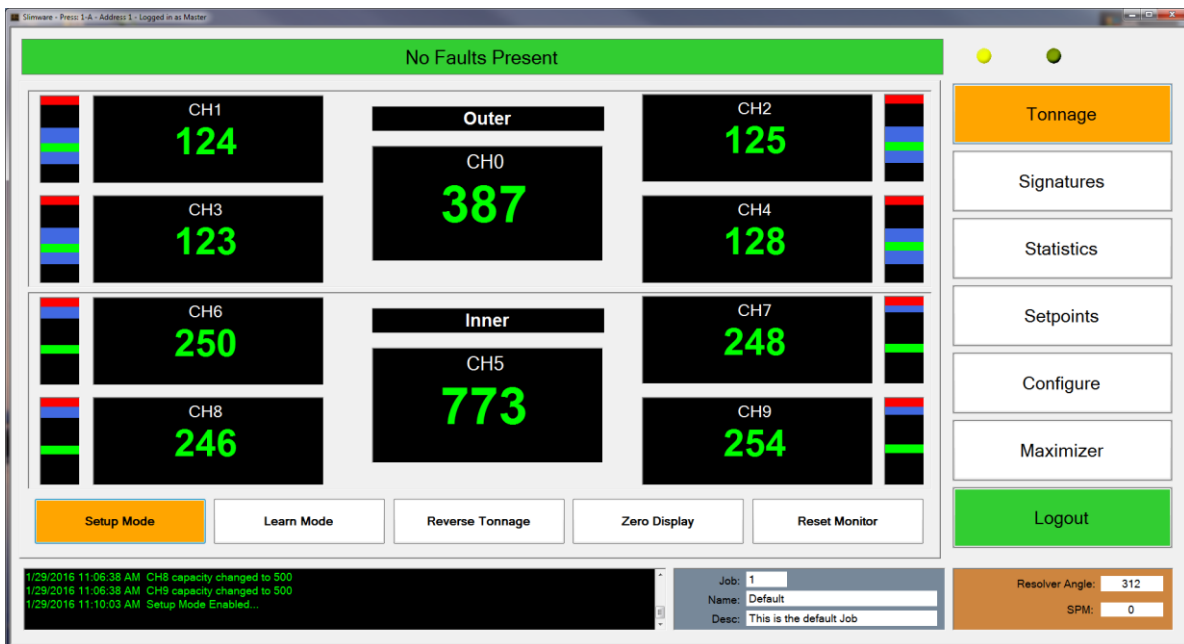 Slimware - Press: 1-A - Address 1 - Logged in as Master
No Faults Present
CH1
124
Outer
CH2
125
CH0
387
CH3
123
CH4
128
CH6
250
Inner
CH7
248
CH5
773
CH8
246
CH9
254
Setup Mode
Learn Mode
Reverse Tonnage
Zero Display
Reset Monitor
Tonnage
Signatures
Statistics
Setpoints
Configure
Maximizer
Logout
1/29/2016 11:06:38 AM CH8 capacity changed to 500
1/29/2016 11:06:38 AM CH9 capacity changed to 500
1/29/2016 11:10:03 AM Setup Mode Enabled...
Job: 1
Name: Default
Desc: This is the default Job
Resolver Angle: 312
SPM: 0